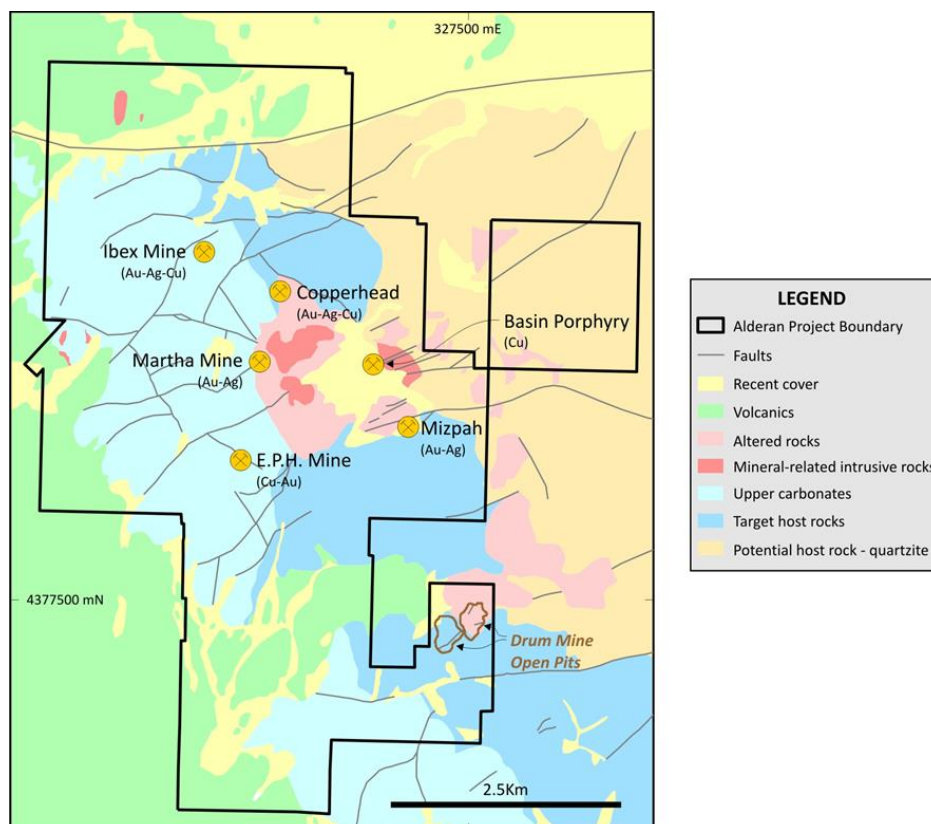 327500 mE
Ibex Mine
(Au-Ag-Cu)
Copperhead
(Au-Ag-Cu)
Basin Porphyry
(Cu)
Martha Mine
(Au-Ag)
Mizpah
(Au-Ag)
E.P.H. Mine
(Cu-Au)
4377500 mN
Drum Mine
Open Pits
2.5Km
LEGEND
Alderan Project Boundary
Faults
Recent cover
Volcanics
Altered rocks
Mineral-related intrusive rocks
Upper carbonates
Target host rocks
Potential host rock - quartzite